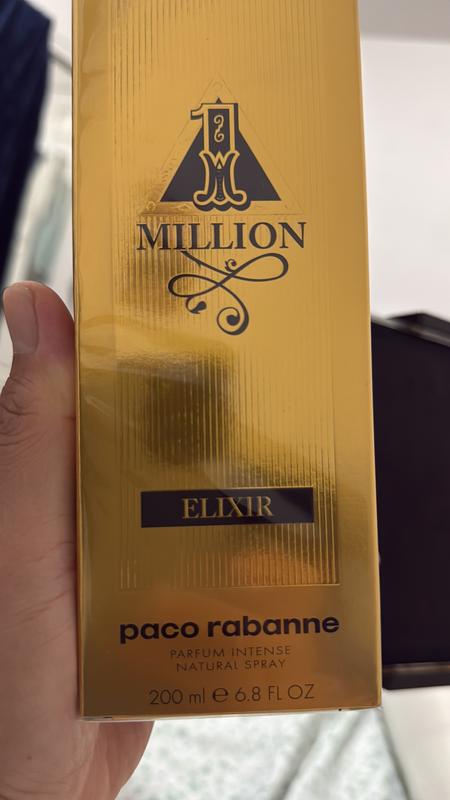 1
MILLION
ELIXIR
paco rabanne
PARFUM INTENSE
NATURAL SPRAY
200 ml ℮ 6.8 FL OZ